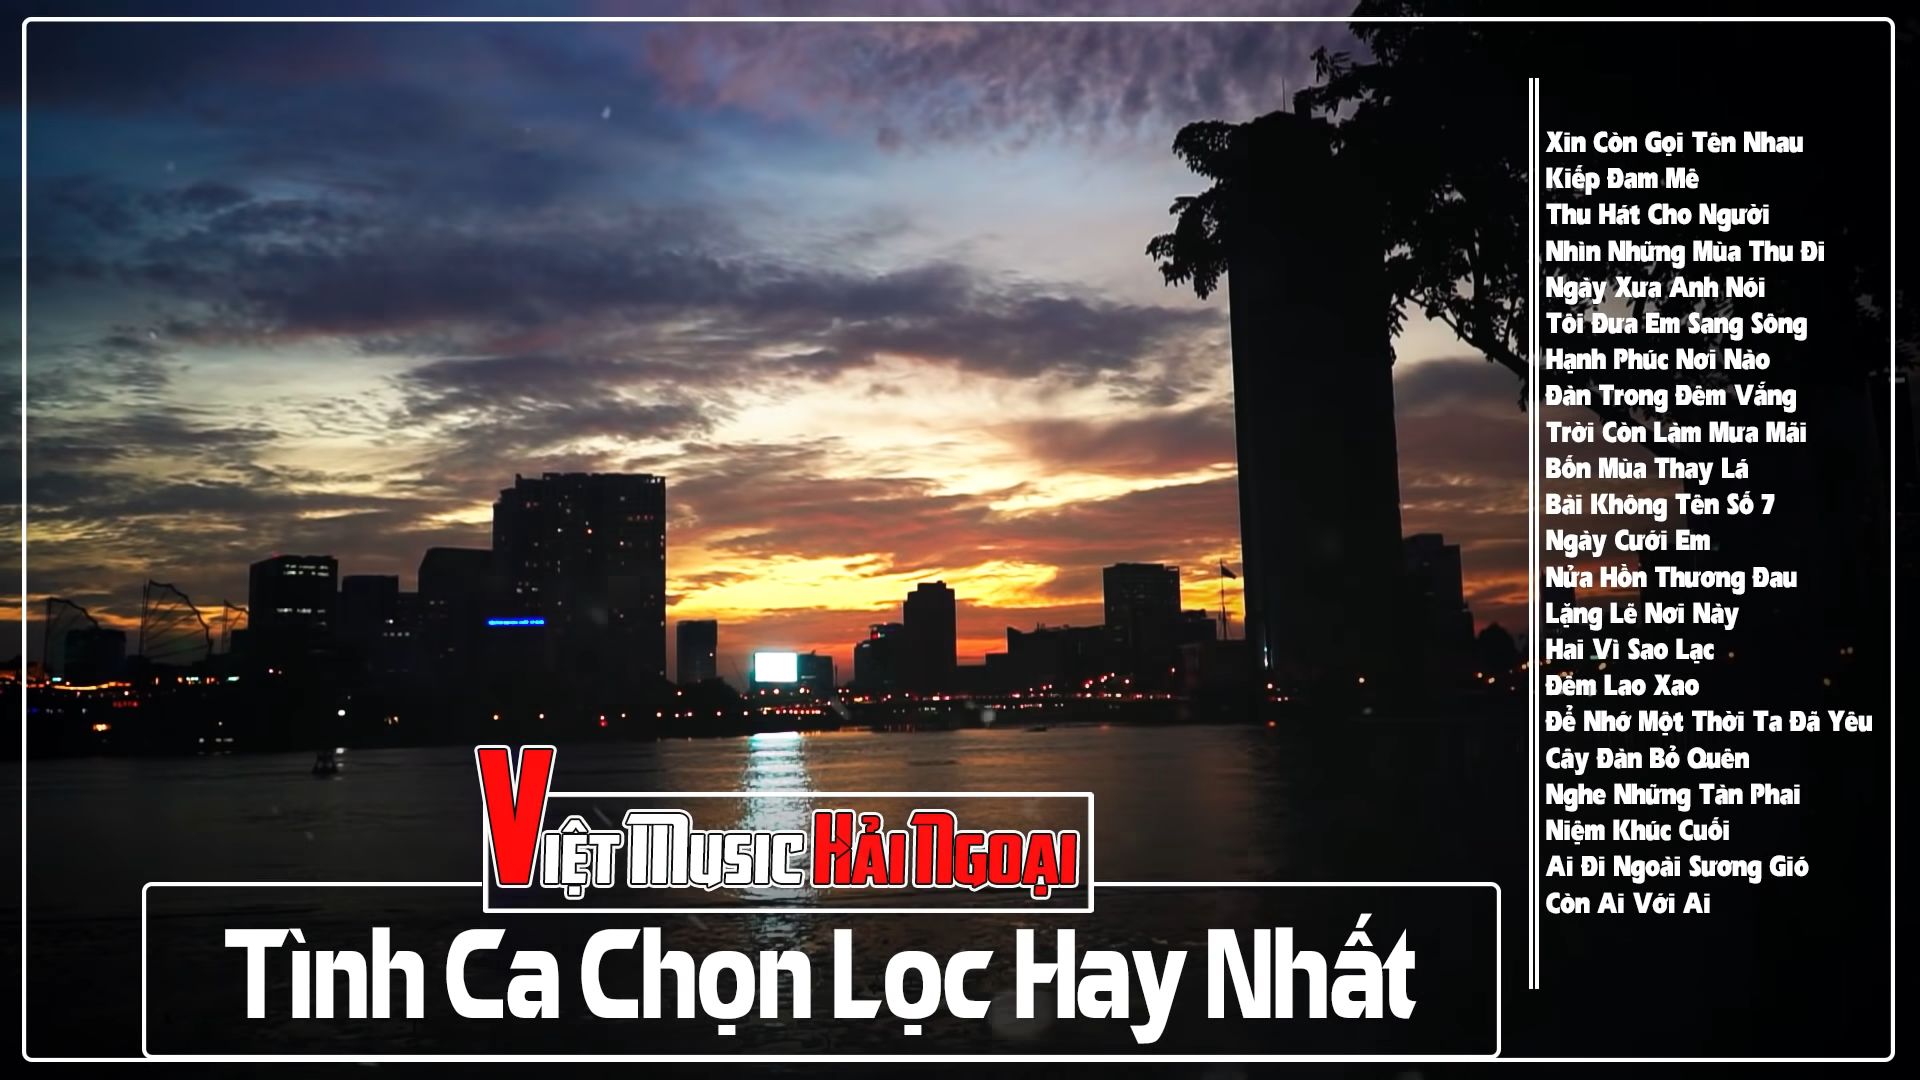 Xin Còn Gọi Tên Nhau
Kiếp Đam Mê
Thu Hát Cho Người
Nhìn Những Mùa Thu Đi
Ngày Xưa Anh Nói
Tôi Đưa Em Sang Sông
Hạnh Phúc Nơi Nào
Đàn Trong Đêm Vắng
Trời Còn Làm Mưa Mãi
Bốn Mùa Thay Lá
Bài Không Tên Số 7
Ngày Cưới Em
Nửa Hồn Thương Đau
Lặng Lẽ Nơi Này
Hai Vì Sao Lạc
Đêm Lao Xao
Để Nhớ Một Thời Ta Đã Yêu
Cây Đàn Bỏ Quên
Nghe Những Tàn Phai
Niệm Khúc Cuối
Ai Đi Ngoài Sương Gió
Còn Ai Với Ai
Việt Music Hải Ngoại
Tình Ca Chọn Lọc Hay Nhất